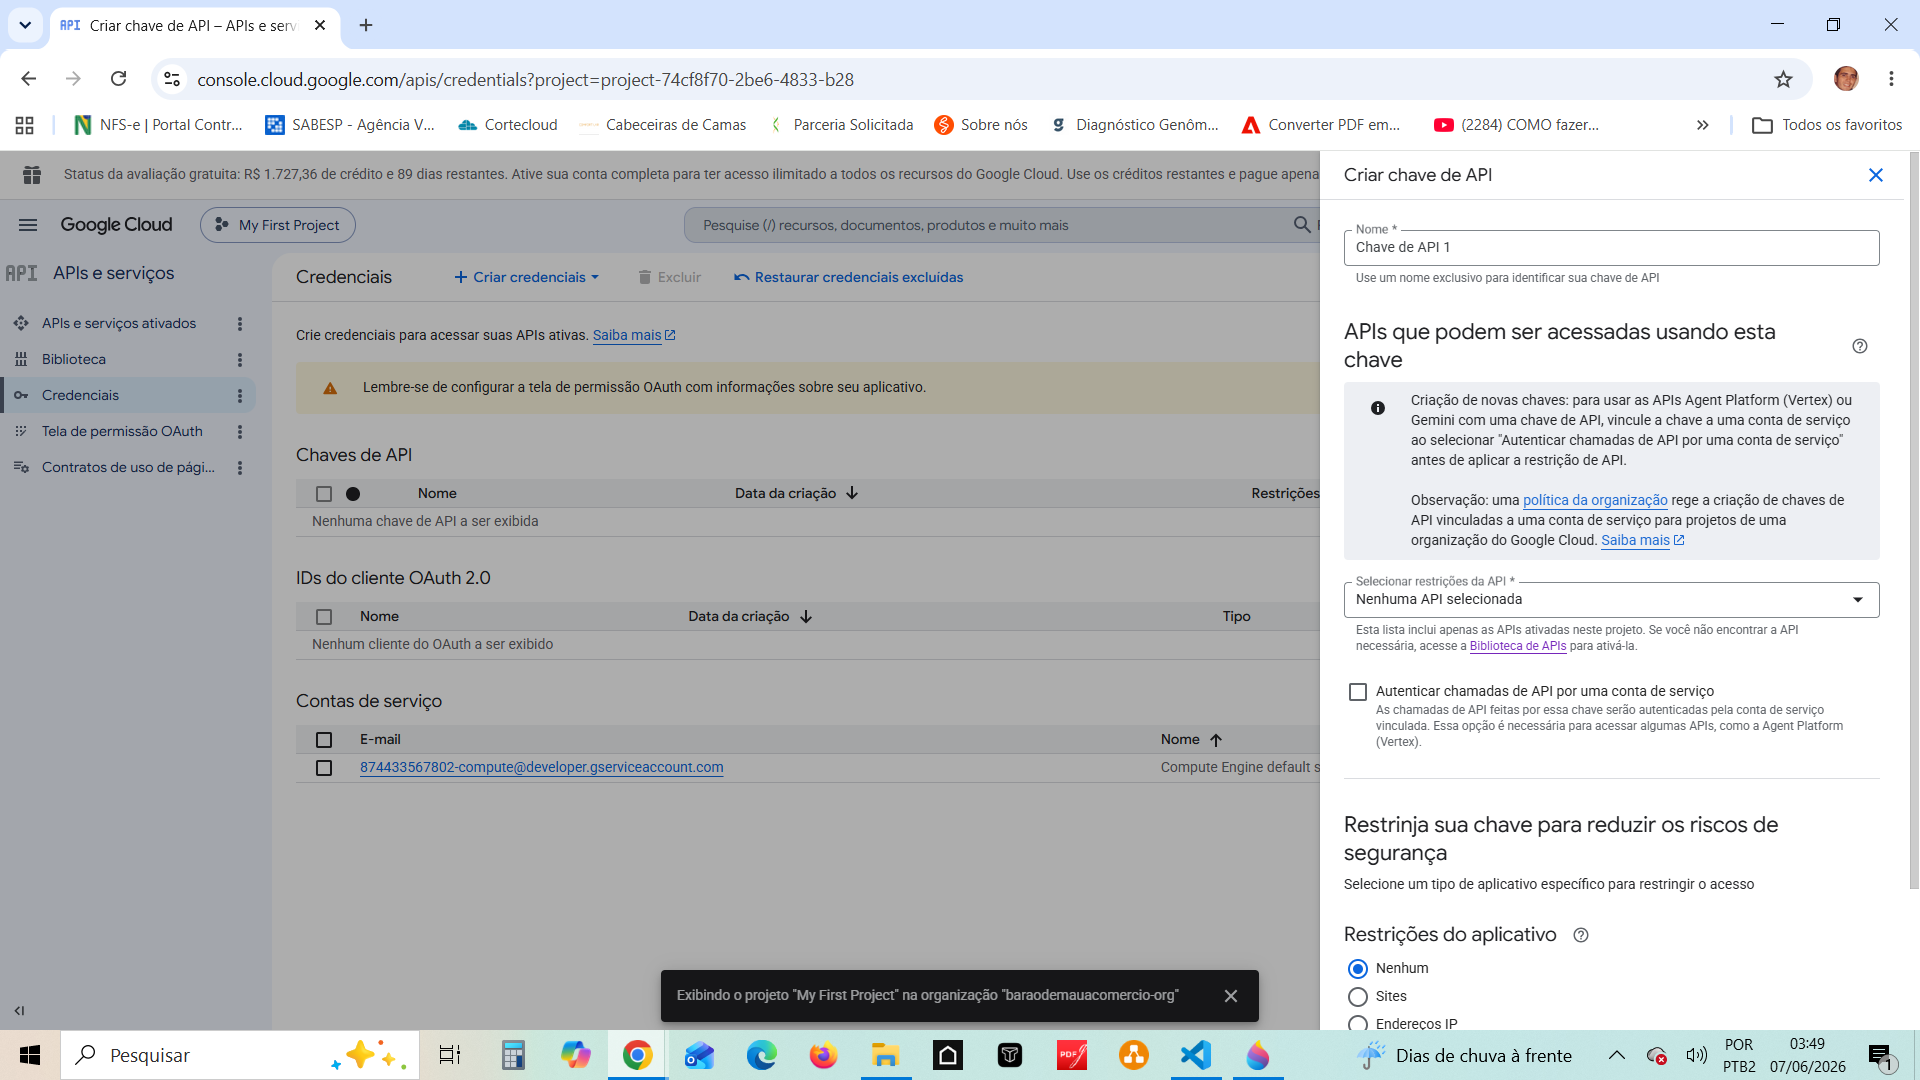 Criar chave de API – APIs e serv
console.cloud.google.com/apis/credentials?project=project-74cf8f70-2be6-4833-b28
NFS-e | Portal Contr...
SABESP - Agência V...
Cortecloud
Cabeceiras de Camas
Parceria Solicitada
Sobre nós
Diagnóstico Genôm...
Converter PDF em...
(2284) COMO fazer...
Todos os favoritos
Status da avaliação gratuita: R$ 1.727,36 de crédito e 89 dias restantes. Ative sua conta completa para ter acesso ilimitado a todos os recursos do Google Cloud. Use os créditos restantes e pague apena
Google Cloud
My First Project
Pesquise (/) recursos, documentos, produtos e muito mais
API APIs e serviços
APIs e serviços ativados
Biblioteca
Credenciais
Tela de permissão OAuth
Contratos de uso de pági...
Credenciais
Criar credenciais
Excluir
Restaurar credenciais excluídas
Crie credenciais para acessar suas APIs ativas. Saiba mais
Lembre-se de configurar a tela de permissão OAuth com informações sobre seu aplicativo.
Chaves de API
Nome
Data da criação
Restrições
Nenhuma chave de API a ser exibida
IDs do cliente OAuth 2.0
Nome
Data da criação
Tipo
Nenhum cliente do OAuth a ser exibido
Contas de serviço
E-mail
Nome
874433567802-compute@developer.gserviceaccount.com
Compute Engine default s
Exibindo o projeto "My First Project" na organização "baraodemauacomercio-org"
Criar chave de API
Nome *
Chave de API 1
Use um nome exclusivo para identificar sua chave de API
APIs que podem ser acessadas usando esta
chave
Criação de novas chaves: para usar as APIs Agent Platform (Vertex) ou
Gemini com uma chave de API, vincule a chave a uma conta de serviço
ao selecionar "Autenticar chamadas de API por uma conta de serviço"
antes de aplicar a restrição de API.
Observação: uma política da organização rege a criação de chaves de
API vinculadas a uma conta de serviço para projetos de uma
organização do Google Cloud. Saiba mais
Selecionar restrições da API *
Nenhuma API selecionada
Esta lista inclui apenas as APIs ativadas neste projeto. Se você não encontrar a API
necessária, acesse a Biblioteca de APIs para ativá-la.
Autenticar chamadas de API por uma conta de serviço
As chamadas de API feitas por essa chave serão autenticadas pela conta de serviço
vinculada. Essa opção é necessária para acessar algumas APIs, como a Agent Platform
(Vertex).
Restrinja sua chave para reduzir os riscos de
segurança
Selecione um tipo de aplicativo específico para restringir o acesso
Restrições do aplicativo
Nenhum
Sites
Endereços IP
Pesquisar
Dias de chuva à frente
POR
PTB2
03:49
07/06/2026
1